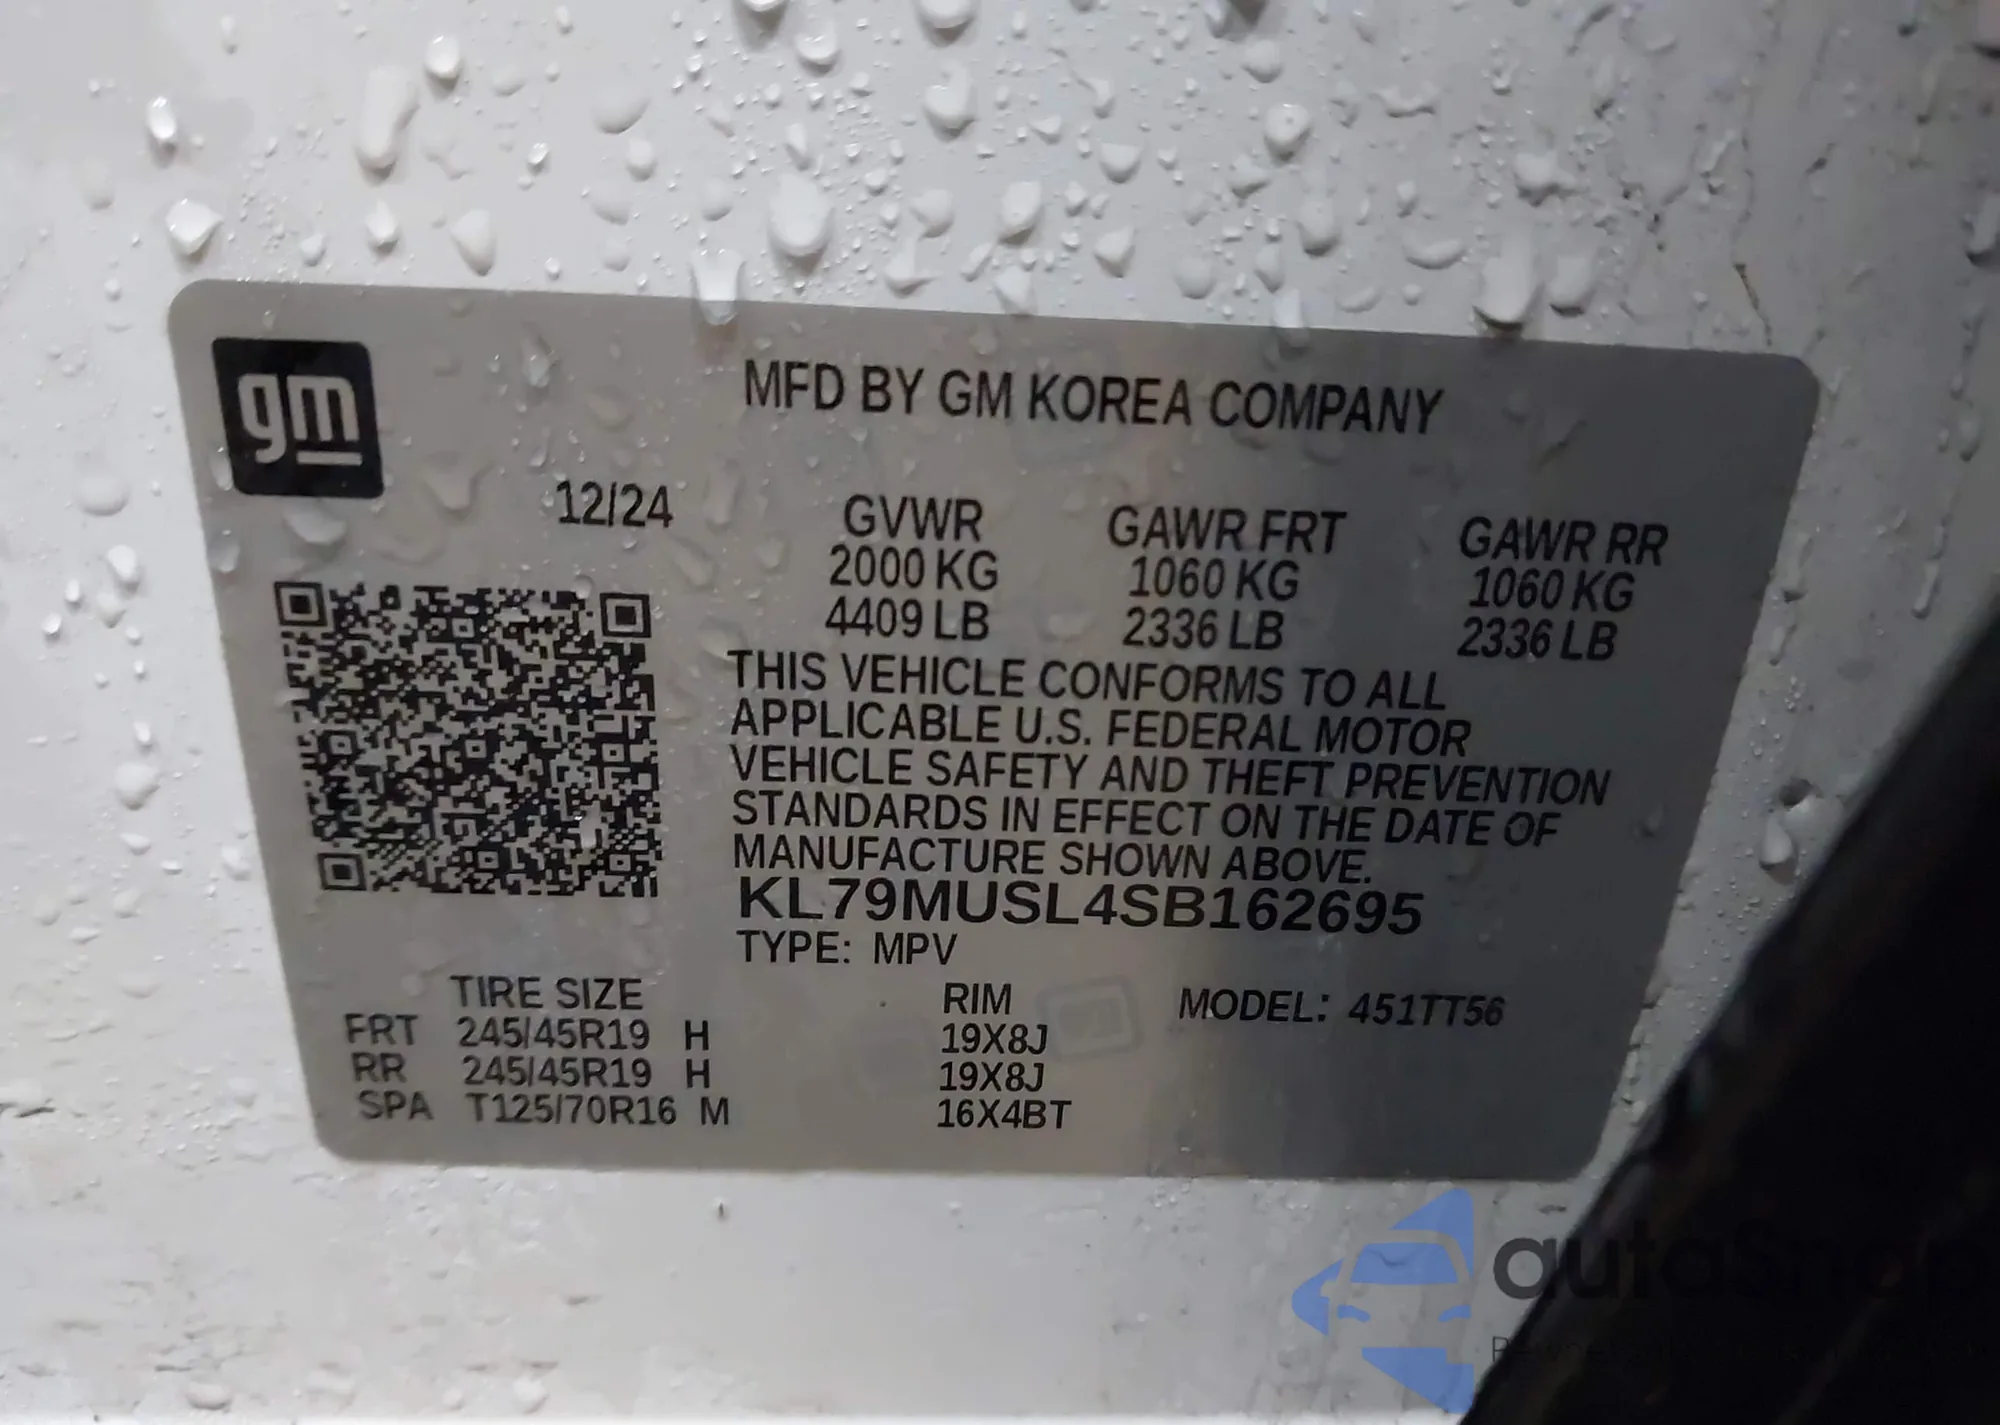 gm
MFD BY GM KOREA COMPANY
12/24
GVWR GAWR FRT GAWR RR
2000 KG 1060 KG 1060 KG
4409 LB 2336 LB 2336 LB
THIS VEHICLE CONFORMS TO ALL
APPLICABLE U.S. FEDERAL MOTOR
VEHICLE SAFETY AND THEFT PREVENTION
STANDARDS IN EFFECT ON THE DATE OF
MANUFACTURE SHOWN ABOVE.
KL79MUSL4SB162695
TYPE: MPV
TIRE SIZE RIM MODEL: 451TT56
FRT 245/45R19 H 19X8J
RR 245/45R19 H 19X8J
SPA T125/70R16 M 16X4BT
autoSnap